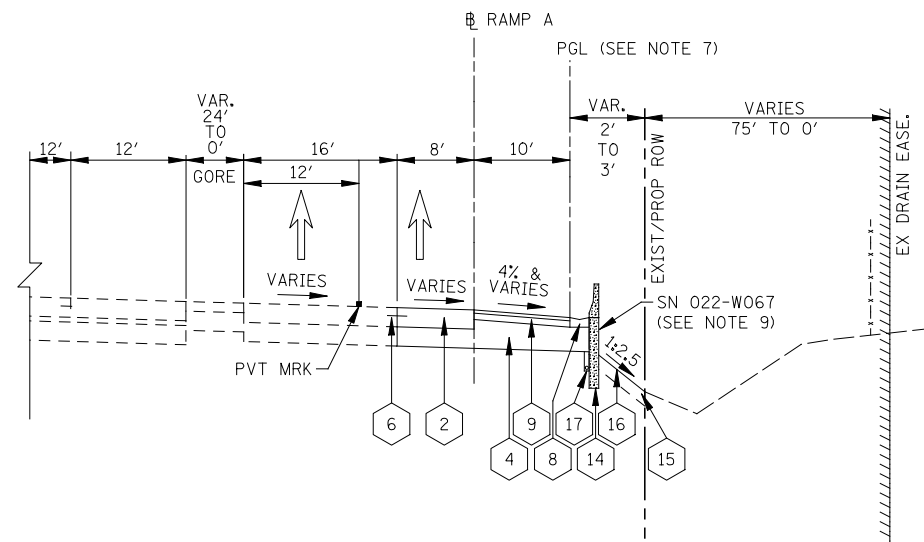 ℄ RAMP A
PGL (SEE NOTE 7)
VAR.
24'
TO
0'
GORE
VAR.
2'
TO
3'
VARIES
75' TO 0'
12'
12'
16'
8'
10'
12'
EXIST/PROP ROW
EX DRAIN EASE.
VARIES
VARIES
4% &
VARIES
SN 022-W067
(SEE NOTE 9)
1:2.5
PVT MRK
6
2
9
17
16
4
8
14
15